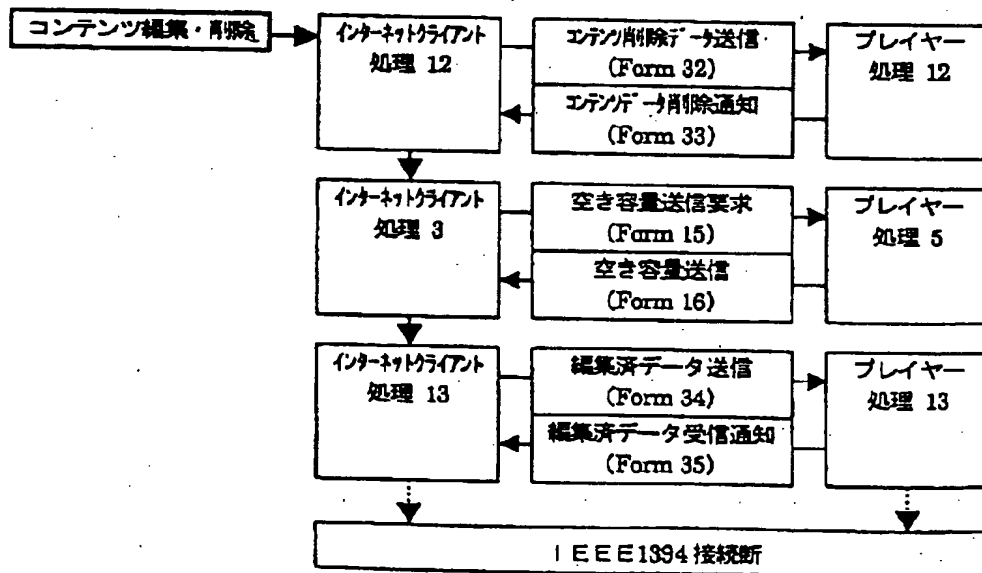 コンテンツ編集・削除
インターネットクライアント
処理 12
コンテンツ削除データ送信
(Form 32)
コンテンツデータ削除通知
(Form 33)
プレイヤー
処理 12
インターネットクライアント
処理 3
空き容量送信要求
(Form 15)
空き容量送信
(Form 16)
プレイヤー
処理 5
インターネットクライアント
処理 13
編集済データ送信
(Form 34)
編集済データ受信通知
(Form 35)
プレイヤー
処理 13
IEEE1394 接続断